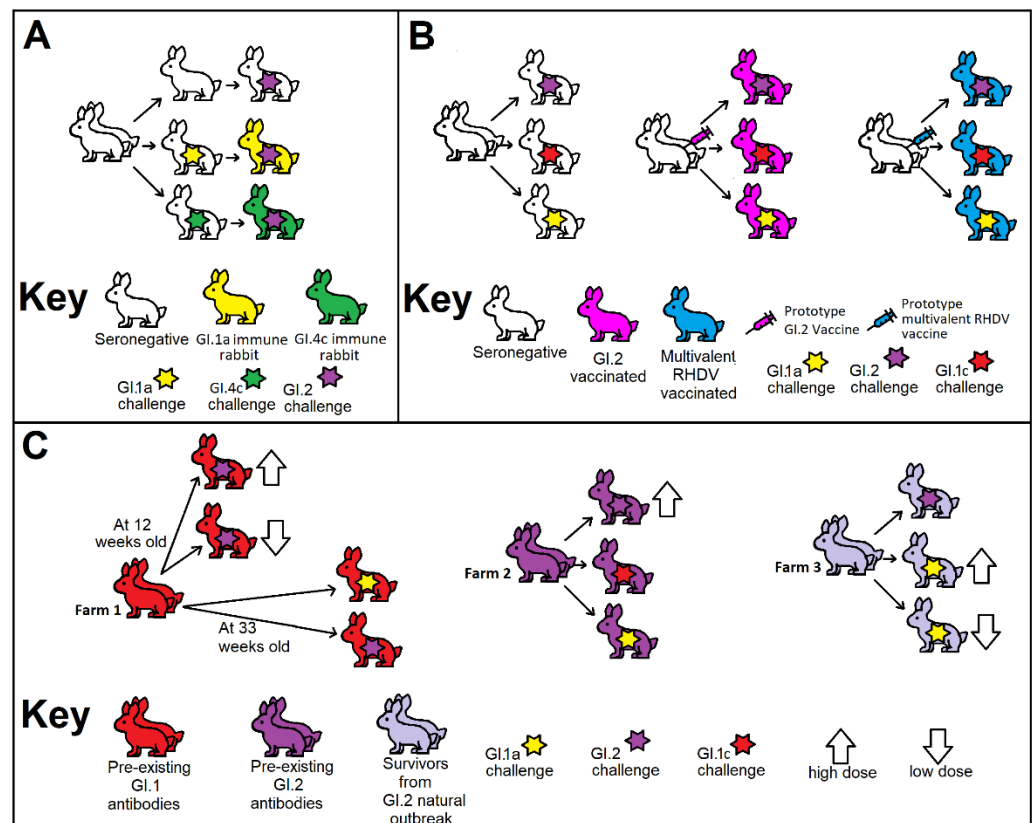 A
Key
Seronegative
GI.1a immune
rabbit
GI.4c immune
rabbit
GI.1a
challenge
GI.4c
challenge
GI.2
challenge
B
Key
Seronegative
GI.2
vaccinated
Multivalent
RHDV
vaccinated
Prototype
GI.2 Vaccine
Prototype
multivalent RHDV
vaccine
GI.1a
challenge
GI.2
challenge
GI.1c
challenge
C
At 12
weeks old
Farm 1
At 33
weeks old
Farm 2
Farm 3
Key
Pre-existing
GI.1
antibodies
Pre-existing
GI.2
antibodies
Survivors
from
GI.2 natural
outbreak
GI.1a
challenge
GI.2
challenge
GI.1c
challenge
high dose
low dose